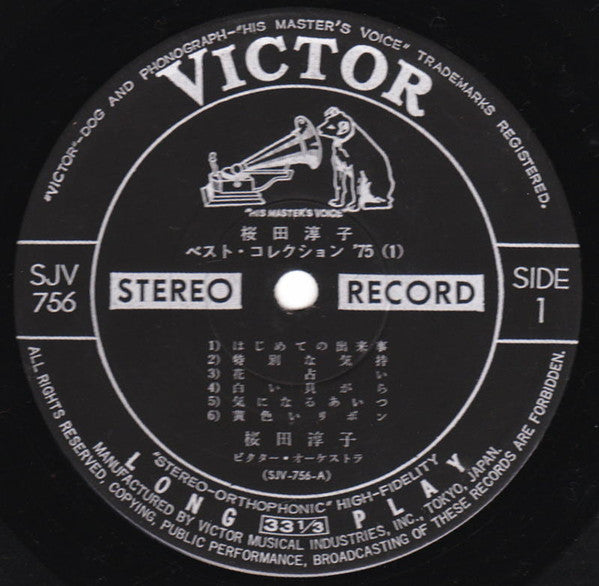 "VICTOR"–DOG AND PHONOGRAPH–"HIS MASTER'S VOICE" TRADEMARKS REGISTERED.
VICTOR
"HIS MASTER'S VOICE"
桜田淳子
ベスト・コレクション '75 (1)
SJV
756
STEREO RECORD
SIDE
1
1) はじめての出来事
2) 特別な気持
3) 花占い
4) 白い貝がら
5) 気になるあいつ
6) 黄色いリボン
桜田淳子
ビクター・オーケストラ
(SJV-756-A)
"STEREO-ORTHOPHONIC" HIGH-FIDELITY
LONG 33 1/3 PLAY
MANUFACTURED BY VICTOR MUSICAL INDUSTRIES, INC., TOKYO, JAPAN.
ALL RIGHTS RESERVED. COPYING, PUBLIC PERFORMANCE, BROADCASTING OF THESE RECORDS ARE FORBIDDEN.